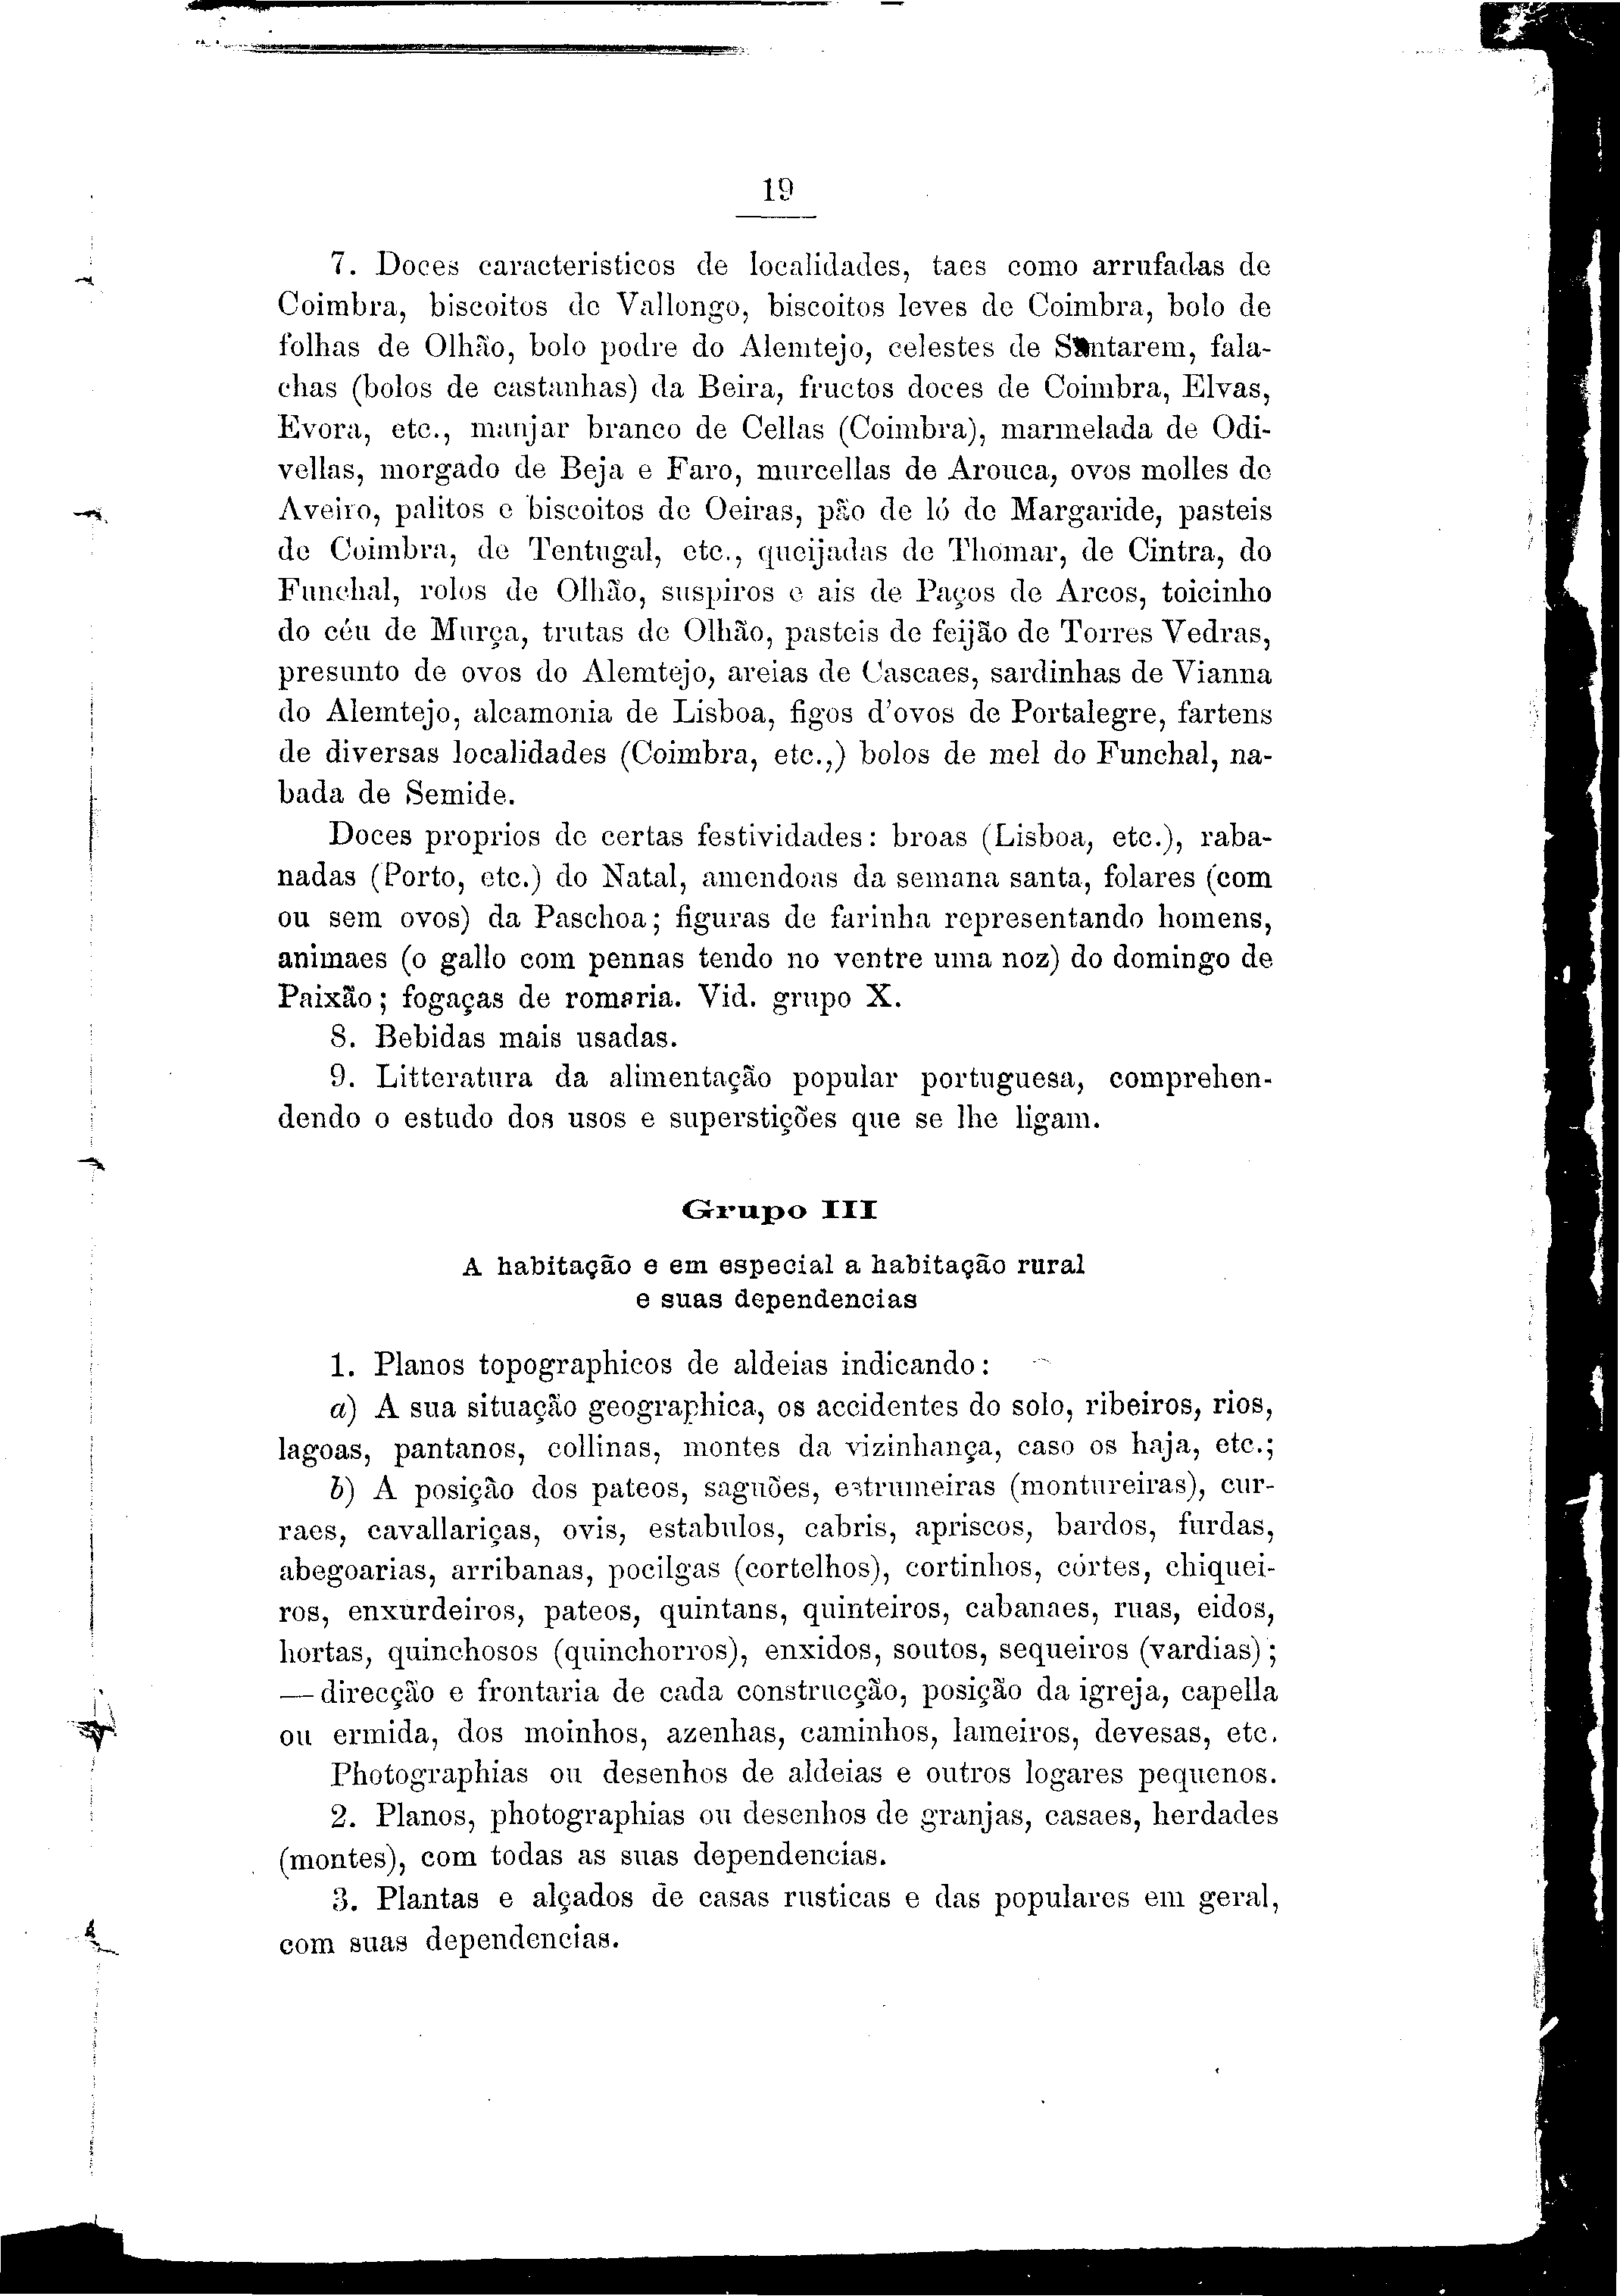 19
7. Doces caracteristicos de localidades, taes como arrufadas de
Coimbra, biscoitos de Vallongo, biscoitos leves de Coimbra, bolo de
folhas de Olhão, bolo podre do Alemtejo, celestes de Santarem, fala-
chas (bolos de castanhas) da Beira, fructos doces de Coimbra, Elvas,
Evora, etc., manjar branco de Cellas (Coimbra), marmelada de Odi-
vellas, morgado de Beja e Faro, murcellas de Arouca, ovos molles de
Aveiro, palitos e biscoitos de Oeiras, pão de ló de Margaride, pasteis
de Coimbra, de Tentugal, etc., queijadas de Thomar, de Cintra, do
Funchal, rolos de Olhão, suspiros e ais de Paços de Arcos, toicinho
do céu de Murça, trutas de Olhão, pasteis de feijão de Torres Vedras,
presunto de ovos do Alemtejo, areias de Cascaes, sardinhas de Vianna
do Alemtejo, alcamonia de Lisboa, figos d'ovos de Portalegre, fartens
de diversas localidades (Coimbra, etc.,) bolos de mel do Funchal, na-
bada de Semide.
Doces proprios de certas festividades: broas (Lisboa, etc.), raba-
nadas (Porto, etc.) do Natal, amendoas da semana santa, folares (com
ou sem ovos) da Paschoa; figuras de farinha representando homens,
animaes (o gallo com pennas tendo no ventre uma noz) do domingo de
Paixão; fogaças de romaria. Vid. grupo X.
8. Bebidas mais usadas.
9. Litteratura da alimentação popular portuguesa, comprehen-
dendo o estudo dos usos e superstições que se lhe ligam.
Grupo III
A habitação e em especial a habitação rural
e suas dependencias
1. Planos topographicos de aldeias indicando:
a) A sua situação geographica, os accidentes do solo, ribeiros, rios,
lagoas, pantanos, collinas, montes da vizinhança, caso os haja, etc.;
b) A posição dos pateos, saguões, estrumeiras (montureiras), cur-
raes, cavallariças, ovis, estabulos, cabris, apriscos, bardos, furdas,
abegoarias, arribanas, pocilgas (cortelhos), cortinhos, córtes, chiquei-
ros, enxurdeiros, pateos, quintans, quinteiros, cabanaes, ruas, eidos,
hortas, quinchosos (quinchorros), enxidos, soutos, sequeiros (vardias);
— direcção e frontaria de cada construcção, posição da igreja, capella
ou ermida, dos moinhos, azenhas, caminhos, lameiros, devesas, etc.
Photographias ou desenhos de aldeias e outros logares pequenos.
2. Planos, photographias ou desenhos de granjas, casaes, herdades
(montes), com todas as suas dependencias.
3. Plantas e alçados de casas rusticas e das populares em geral,
com suas dependencias.